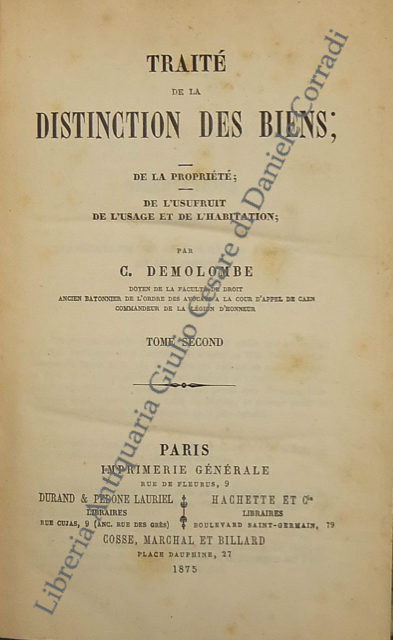 TRAITÉ
DE LA
DISTINCTION DES BIENS;
DE LA PROPRIÉTÉ;
DE L'USUFRUIT
DE L'USAGE ET DE L'HABITATION;
PAR
C. DEMOLOMBE
DOYEN DE LA FACULTÉ DE DROIT
ANCIEN BATONNIER DE L'ORDRE DES AVOCATS A LA COUR D'APPEL DE CAEN
COMMANDEUR DE LA LÉGION D'HONNEUR
TOME SECOND
PARIS
IMPRIMERIE GÉNÉRALE
RUE DE FLEURUS, 9
DURAND & PEDONE LAURIEL
LIBRAIRES
RUE CUJAS, 9 (ANC. RUE DES GRÈS)
HACHETTE ET Cie
LIBRAIRES
BOULEVARD SAINT-GERMAIN, 79
COSSE, MARCHAL ET BILLARD
PLACE DAUPHINE, 27
1875
Libreria Antiquaria Giulio Cesare di Daniele Corradi